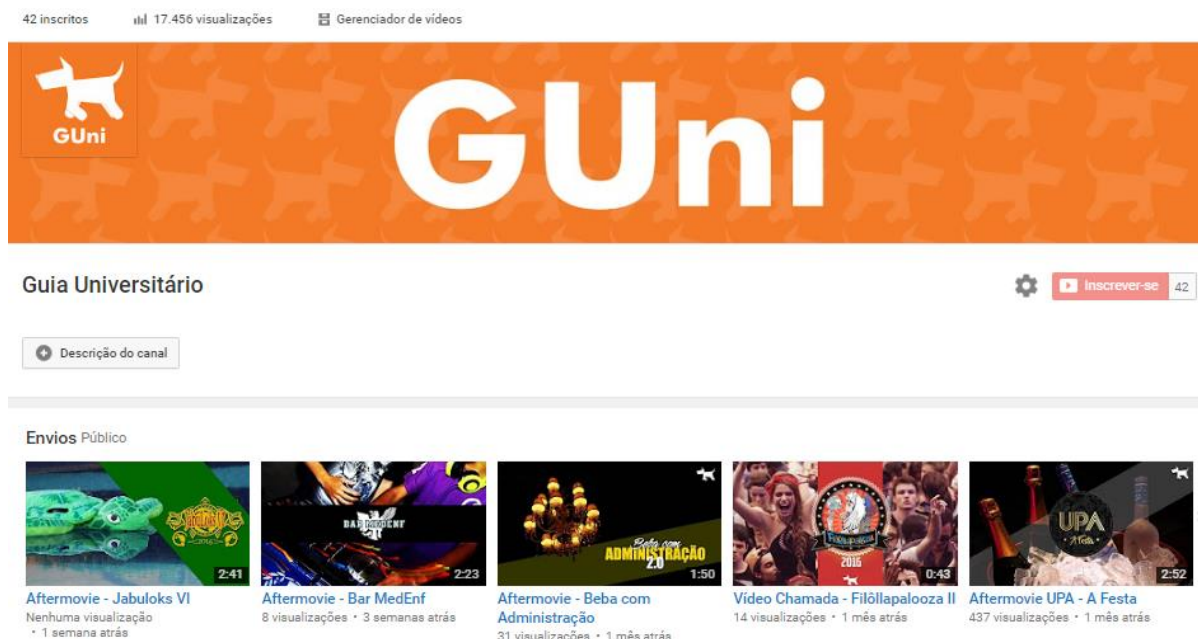 42 inscritos 17.456 visualizações Gerenciador de vídeos
GUni
GUni
Guia Universitário
Inscrever-se 42
Descrição do canal
Envios Público
BAR MEDENF
Beba com
ADMINISTRAÇÃO
2.0
2016
UPA
A Festa
2:41
2:23
1:50
0:43
2:52
Aftermovie - Jabuloks VI
Nenhuma visualização
• 1 semana atrás
Aftermovie - Bar MedEnf
8 visualizações • 3 semanas atrás
Aftermovie - Beba com
Administração
31 visualizações • 1 mês atrás
Vídeo Chamada - Filôllapalooza II
14 visualizações • 1 mês atrás
Aftermovie UPA - A Festa
437 visualizações • 1 mês atrás